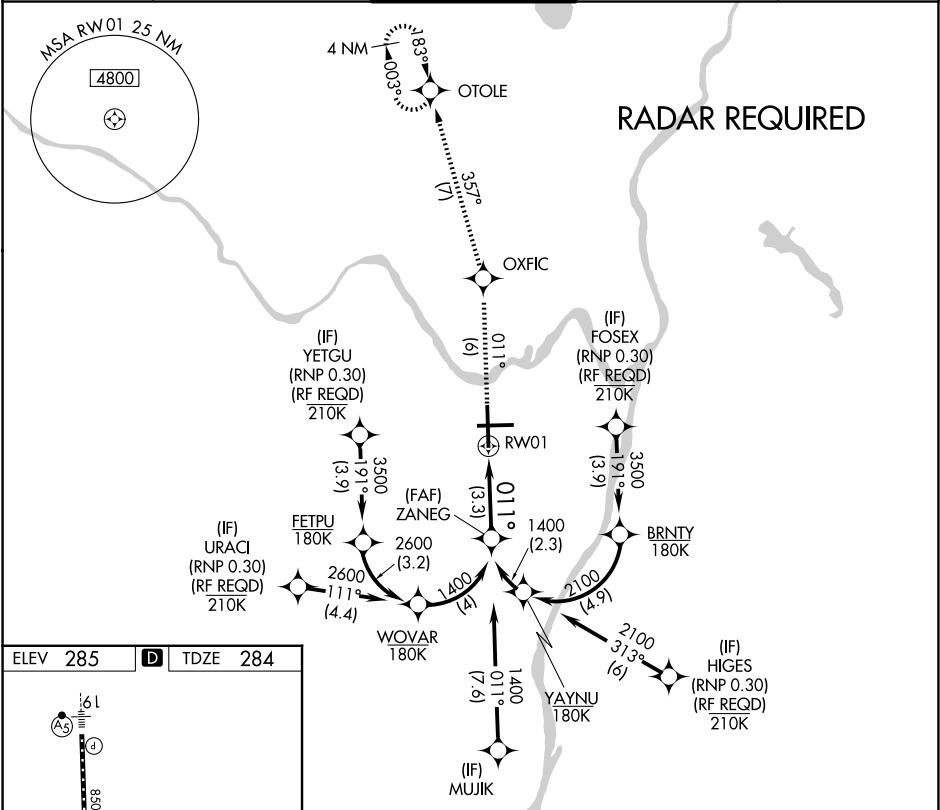 MSA RW01 25 NM
4800
4 NM
183°
003°
OTOLE
RADAR REQUIRED
357°
(7)
OXFIC
011°
(6)
(IF)
YETGU
(RNP 0.30)
(RF REQD)
210K
(IF)
FOSEX
(RNP 0.30)
(RF REQD)
210K
RW01
3500
191°
(3.9)
3500
191°
(3.9)
(FAF)
ZANEG
011°
(3.3)
FETPU
180K
1400
(2.3)
BRNTY
180K
(IF)
URACI
(RNP 0.30)
(RF REQD)
210K
2600
(3.2)
2600
111°
(4.4)
1400
(4)
2100
(4.9)
WOVAR
180K
2100
313°
(6)
(IF)
HIGES
(RNP 0.30)
(RF REQD)
210K
YAYNU
180K
1400
011°
(7.6)
(IF)
MUJIK
ELEV 285 D TDZE 284
19
A5
P
850